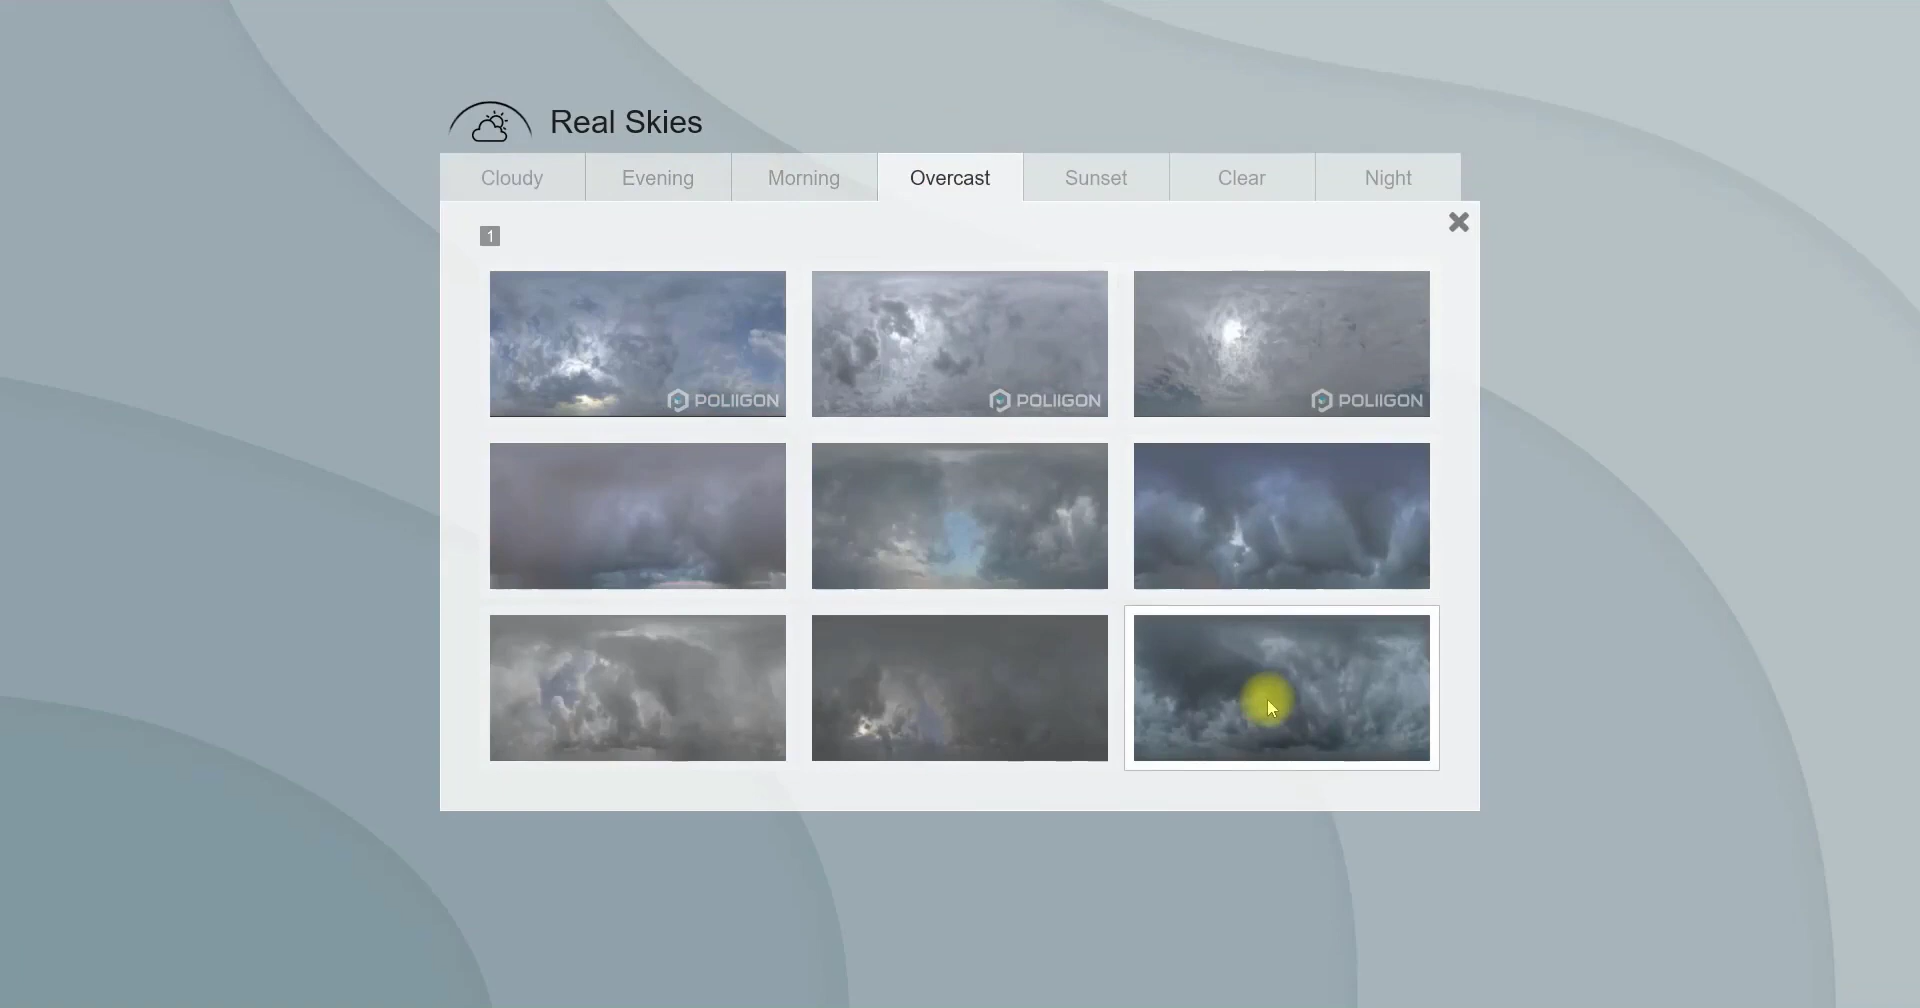 Real Skies
Cloudy Evening Morning Overcast Sunset Clear Night
1
POLIIGON POLIIGON POLIIGON